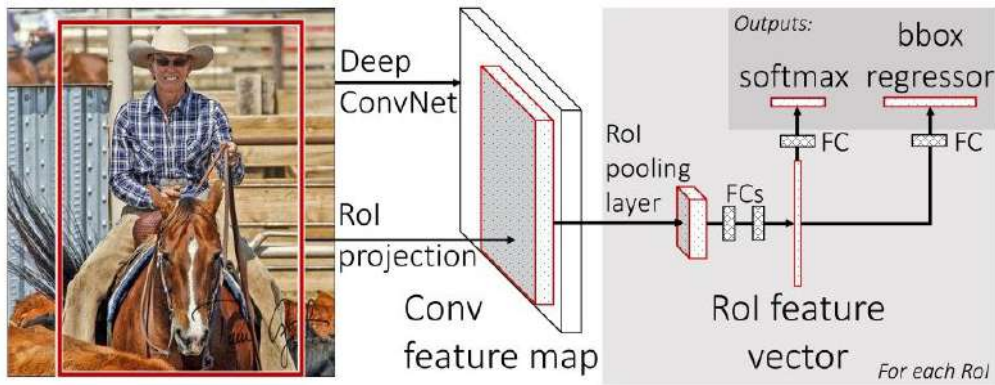 Deep
ConvNet
RoI
projection
Conv
feature map
RoI
pooling
layer
FCs
Outputs:
softmax
bbox
regressor
FC
FC
RoI feature
vector
For each RoI